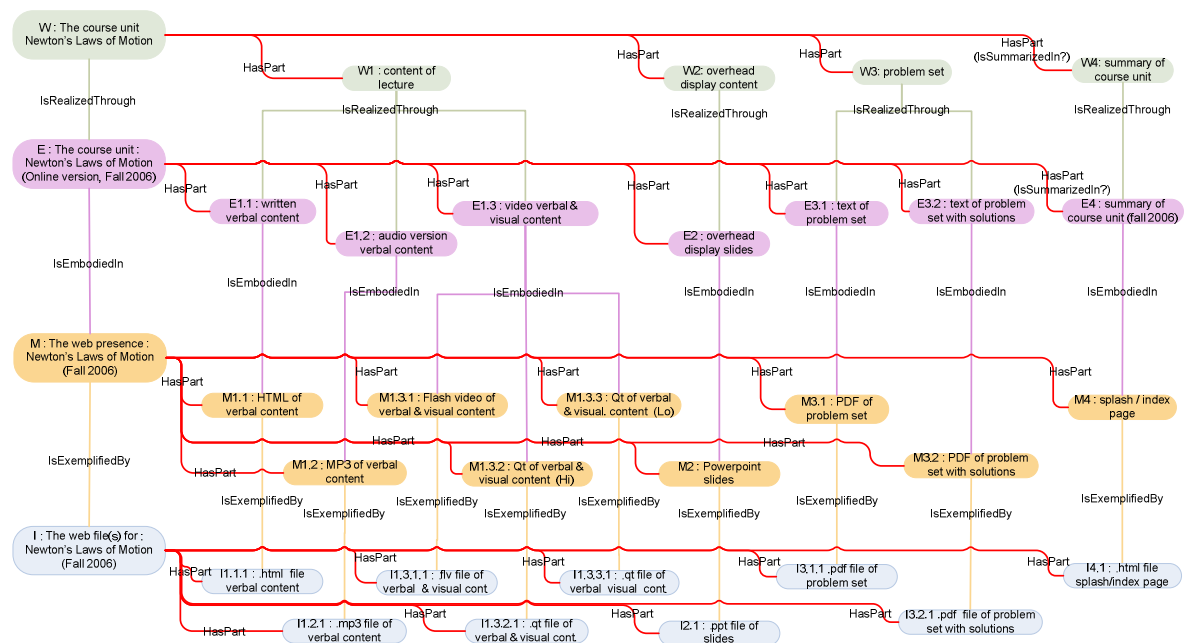 W : The course unit
Newton's Laws of Motion
HasPart
W1 : content of
lecture
HasPart
W2: overhead
display content
HasPart
W3: problem set
HasPart
(IsSummarizedIn?)
W4: summary of
course unit
IsRealizedThrough
IsRealizedThrough
IsRealizedThrough
IsRealizedThrough
IsRealizedThrough
E : The course unit :
Newton's Laws of Motion
(Online version, Fall 2006)
HasPart
E1.1 : written
verbal content
HasPart
E1.2 : audio version
verbal content
HasPart
E1.3 : video verbal &
visual content
HasPart
E2 : overhead
display slides
HasPart
E3.1 : text of
problem set
HasPart
E3.2 : text of problem
set with solutions
HasPart
(IsSummarizedIn?)
E4 : summary of
course unit (fall 2006)
IsEmbodiedIn
IsEmbodiedIn
IsEmbodiedIn
IsEmbodiedIn
IsEmbodiedIn
IsEmbodiedIn
IsEmbodiedIn
IsEmbodiedIn
M : The web presence :
Newton's Laws of Motion
(Fall 2006)
HasPart
M1.1 : HTML of
verbal content
HasPart
M1.3.1 : Flash video of
verbal & visual content
HasPart
M1.3.3 : Qt of verbal
& visual. content (Lo)
HasPart
M3.1 : PDF of
problem set
HasPart
M4 : splash / index
page
HasPart
M1.2 : MP3 of verbal
content
HasPart
M1.3.2 : Qt of verbal &
visual content (Hi)
HasPart
M2 : Powerpoint
slides
HasPart
M3.2 : PDF of problem
set with solutions
IsExemplifiedBy
IsExemplifiedBy
IsExemplifiedBy
IsExemplifiedBy
IsExemplifiedBy
IsExemplifiedBy
IsExemplifiedBy
IsExemplifiedBy
IsExemplifiedBy
IsExemplifiedBy
I : The web file(s) for :
Newton's Laws of Motion
(Fall 2006)
HasPart
I1.1.1 : .html file
verbal content
HasPart
I1.3.1.1 : .flv file of
verbal & visual cont.
HasPart
I1.3.3.1 : .qt file of
verbal visual cont.
HasPart
I3.1.1 .pdf file of
problem set
HasPart
I4.1 : .html file
splash/index page
HasPart
I1.2.1 : .mp3 file of
verbal content
HasPart
I1.3.2.1 : .qt file of
verbal & visual cont.
HasPart
I2.1 : .ppt file of
slides
HasPart
I3.2.1 .pdf file of problem
set with solutions